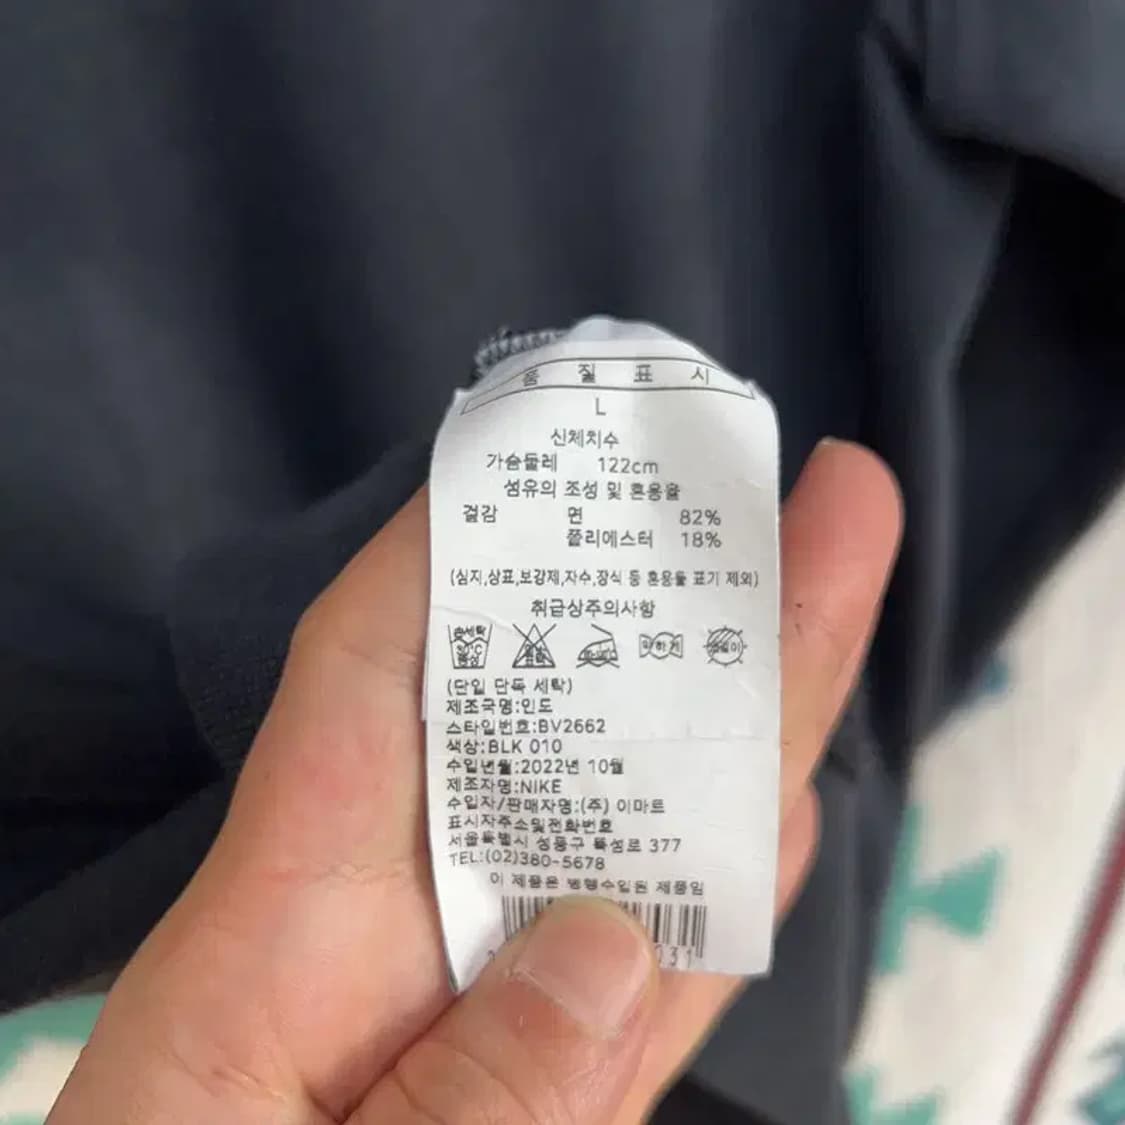 품 질 표 시
L
신체치수
가슴둘레 122cm
섬유의 조성 및 혼용율
겉감 면 82%
폴리에스터 18%
(심지,상표,보강제,자수,장식 등 혼용율 표기 제외)
취급상주의사항
약하게
(단일 단독 세탁)
제조국명:인도
스타일번호:BV2662
색상:BLK 010
수입년월:2022년 10월
제조자명:NIKE
수입자/판매자명:(주) 이마트
표시자주소및전화번호
서울특별시 성동구 뚝섬로 377
TEL:(02)380-5678
이 제품은 병행수입된 제품임
031